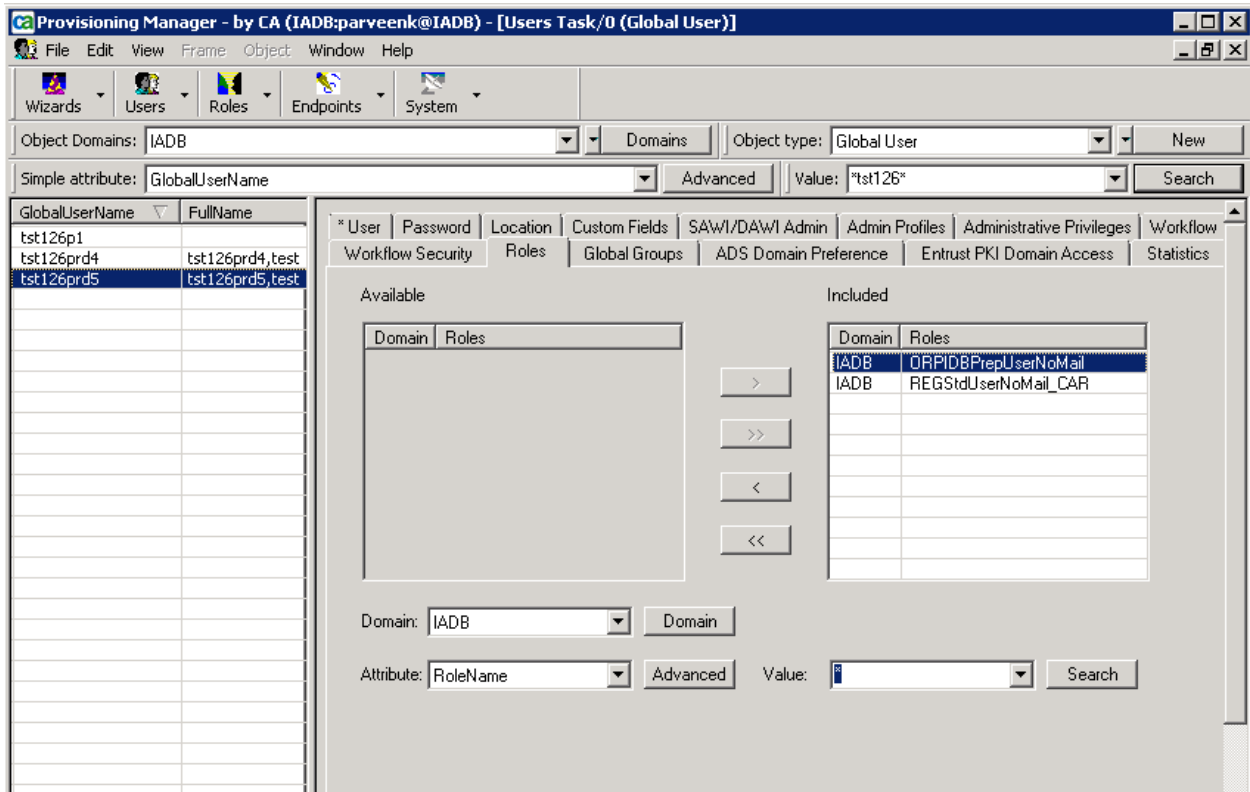 ca Provisioning Manager - by CA (IADB:parveenk@IADB) - [Users Task/0 (Global User)]
File Edit View Frame Object Window Help
Wizards Users Roles Endpoints System
Object Domains: IADB Domains Object type: Global User New
Simple attribute: GlobalUserName Advanced Value: *tst126* Search
GlobalUserName FullName
tst126p1
tst126prd4 tst126prd4,test
tst126prd5 tst126prd5,test
* User Password Location Custom Fields SAWI/DAWI Admin Admin Profiles Administrative Privileges Workflow
Workflow Security Roles Global Groups ADS Domain Preference Entrust PKI Domain Access Statistics
Available Included
Domain Roles
Domain Roles
IADB ORPIDBPrepUserNoMail
IADB REGStdUserNoMail_CAR
>
>>
<
<<
Domain: IADB Domain
Attribute: RoleName Advanced Value: * Search